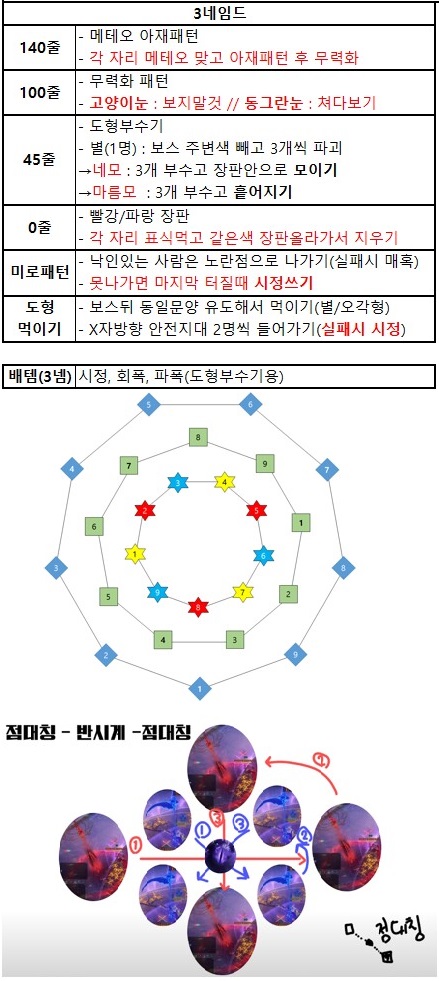 3네임드
140줄
- 메테오 아재패턴
- 각 자리 메테오 맞고 아재패턴 후 무력화
100줄
- 무력화 패턴
- 고양이눈 : 보지말것 // 동그란눈 : 쳐다보기
45줄
- 도형부수기
- 별(1명) : 보스 주변색 빼고 3개씩 파괴
→네모 : 3개 부수고 장판안으로 모이기
→마름모 : 3개 부수고 흩어지기
0줄
- 빨강/파랑 장판
- 각 자리 표식먹고 같은색 장판올라가서 지우기
미로패턴
- 낙인있는 사람은 노란점으로 나가기(실패시 매혹)
- 못나가면 마지막 터질때 시정쓰기
도형
먹이기
- 보스뒤 동일문양 유도해서 먹이기(별/오각형)
- X자방향 안전지대 2명씩 들어가기(실패시 시정)
배템(3넴) 시정, 회폭, 파폭(도형부수기용)
5 6
8
7 9
4 7
3 4
2 5
6 1
1 6
3 8
9 7
5 2
8
4 3
2 9
1
점대칭 - 반시계 -점대칭
②
① ③ ③
① ②
점대칭